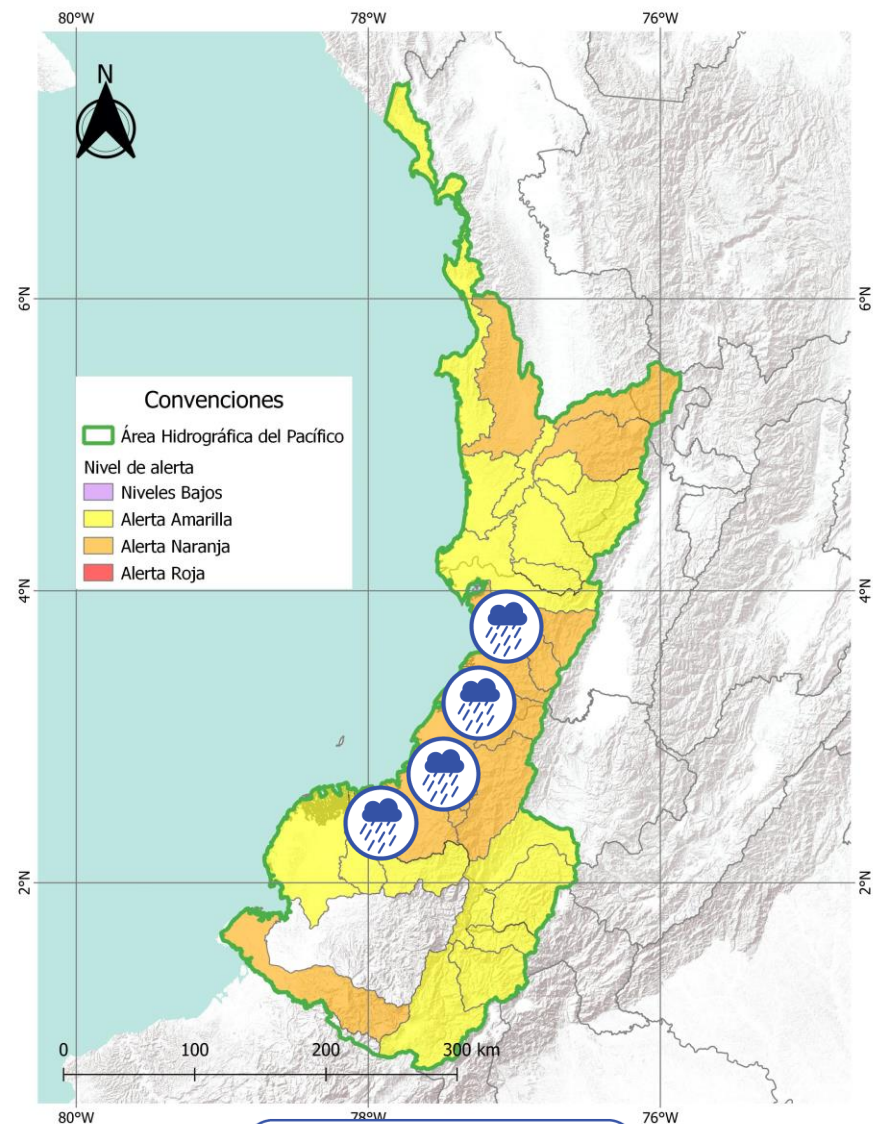 80°W 78°W 76°W
N
6°N 6°N
Convenciones
Área Hidrográfica del Pacífico
Nivel de alerta
Niveles Bajos
Alerta Amarilla
Alerta Naranja
Alerta Roja
4°N 4°N
2°N 2°N
0 100 200 300 km
80°W 78°W 76°W